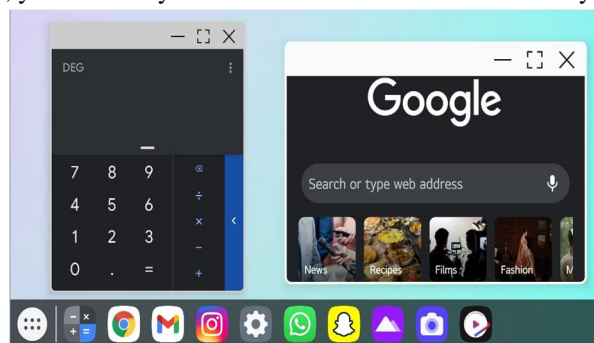 DEG
7 8 9
÷
4 5 6
×
1 2 3
−
0 . =
+
Google
Search or type web address
News Recipes Films Fashion M